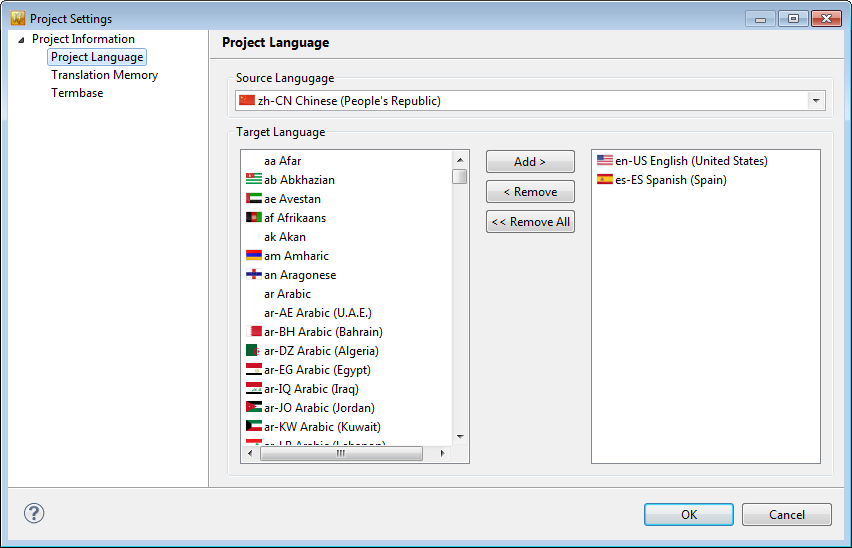 Project Settings
Project Information
Project Language
Translation Memory
Termbase
Project Language
Source Langugage
zh-CN Chinese (People's Republic)
Target Language
aa Afar
ab Abkhazian
ae Avestan
af Afrikaans
ak Akan
am Amharic
an Aragonese
ar Arabic
ar-AE Arabic (U.A.E.)
ar-BH Arabic (Bahrain)
ar-DZ Arabic (Algeria)
ar-EG Arabic (Egypt)
ar-IQ Arabic (Iraq)
ar-JO Arabic (Jordan)
ar-KW Arabic (Kuwait)
ar-LB Arabic (Lebanon)
Add >
< Remove
<< Remove All
en-US English (United States)
es-ES Spanish (Spain)
?
OK
Cancel